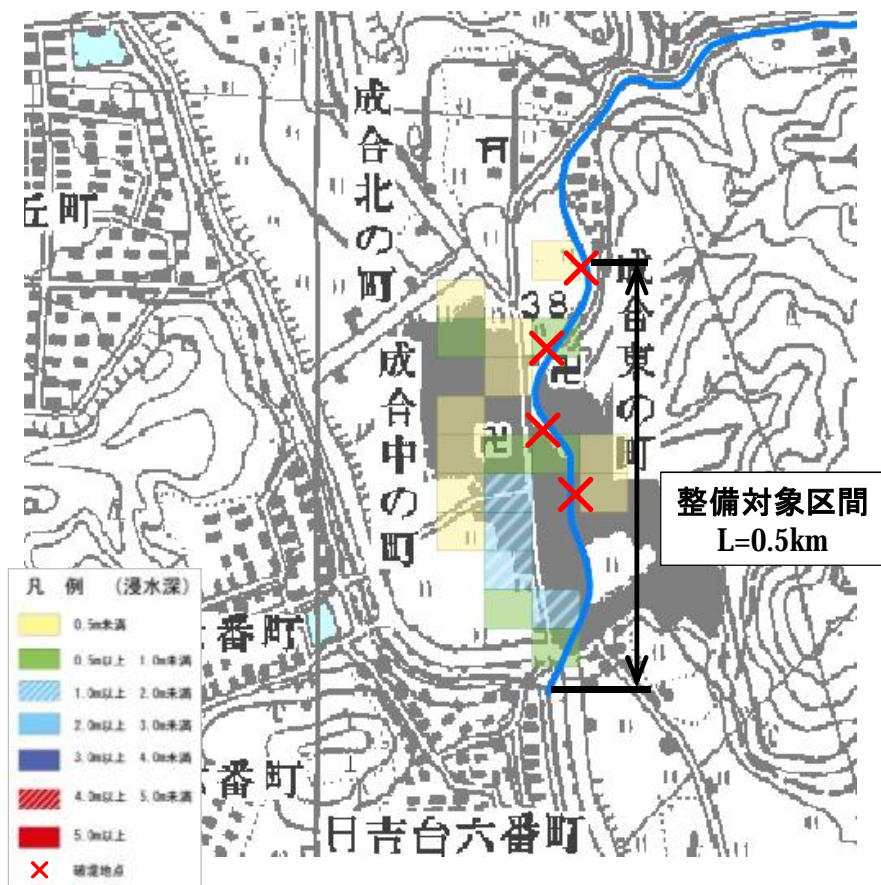 成合北の町
丘町
38
成合東の町
成合中の町
整備対象区間
L=0.5km
凡 例 (浸水深)
0.5m未満
0.5m以上 1.0m未満
1.0m以上 2.0m未満
2.0m以上 3.0m未満
3.0m以上 4.0m未満
4.0m以上 5.0m未満
5.0m以上
破堤地点
番町
番町
日吉台六番町